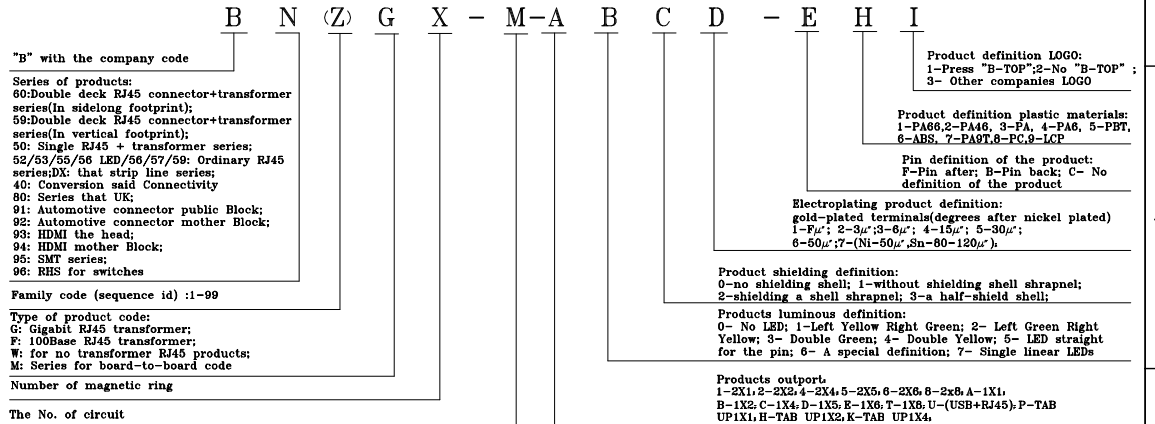 B N (Z) G X - M - A B C D - E H I
"B" with the company code
Series of products:
60:Double deck RJ45 connector+transformer
series(In sidelong footprint);
59:Double deck RJ45 connector+transformer
series(In vertical footprint);
50: Single RJ45 + transformer series;
52/53/55/56 LED/56/57/59: Ordinary RJ45
series;DX: that strip line series;
40: Conversion said Connectivity
80: Series that UK;
91: Automotive connector public Block;
92: Automotive connector mother Block;
93: HDMI the head;
94: HDMI mother Block;
95: SMT series;
96: RHS for switches
Family code (sequence id) :1-99
Type of product code:
G: Gigabit RJ45 transformer;
F: 100Base RJ45 transformer;
W: for no transformer RJ45 products;
M: Series for board-to-board code
Number of magnetic ring
The No. of circuit
Product definition LOGO:
1-Press "B-TOP";2-No "B-TOP" ;
3- Other companies LOGO
Product definition plastic materials:
1-PA66,2-PA46, 3-PA, 4-PA6, 5-PBT,
6-ABS, 7-PA9T,8-PC,9-LCP
Pin definition of the product:
F-Pin after; B-Pin back; C- No
definition of the product
Electroplating product definition:
gold-plated terminals(degrees after nickel plated)
1-Fμ"; 2-3μ";3-6μ"; 4-15μ"; 5-30μ";
6-50μ";7-(Ni-50μ",Sn-80-120μ");
Product shielding definition:
0-no shielding shell; 1-without shielding shell shrapnel;
2-shielding a shell shrapnel; 3-a half-shield shell;
Products luminous definition:
0- No LED; 1-Left Yellow Right Green; 2- Left Green Right
Yellow; 3- Double Green; 4- Double Yellow; 5- LED straight
for the pin; 6- A special definition; 7- Single linear LEDs
Products outport:
1-2X1; 2-2X2; 4-2X4; 5-2X5; 6-2X6; 8-2x8; A-1X1;
B-1X2; C-1X4; D-1X5; E-1X6; T-1X8; U-(USB+RJ45); P-TAB
UP1X1; H-TAB UP1X2; K-TAB UP1X4;